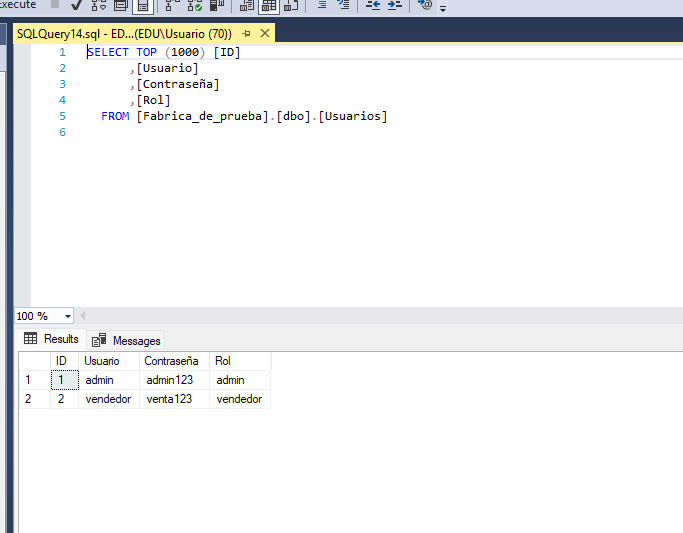 Execute
SQLQuery14.sql - ED...(EDU\Usuario (70))
1 SELECT TOP (1000) [ID]
2 ,[Usuario]
3 ,[Contraseña]
4 ,[Rol]
5 FROM [Fabrica_de_prueba].[dbo].[Usuarios]
6
100 %
Results Messages
ID Usuario Contraseña Rol
1 1 admin admin123 admin
2 2 vendedor venta123 vendedor